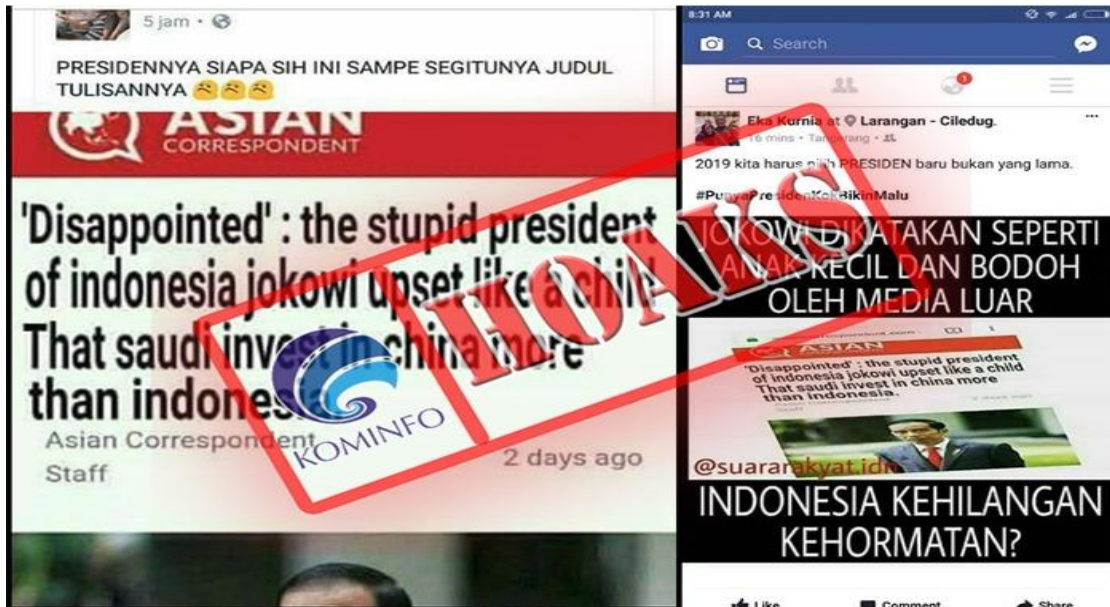 5 jam
PRESIDENNYA SIAPA SIH INI SAMPE SEGITUNYA JUDUL
TULISANNYA
ASIAN
CORRESPONDENT
'Disappointed' : the stupid president
of indonesia jokowi upset like a child
That saudi invest in china more
than indonesia.
Asian Correspondent
Staff
2 days ago
KOMINFO
HOAKS
8:31 AM
Search
1
Eka Kurnia at Larangan - Ciledug.
16 mins • Tangerang
2019 kita harus pilih PRESIDEN baru bukan yang lama.
#PunyaPresidenKokBikinMalu
JOKOWI DIKATAKAN SEPERTI
ANAK KECIL DAN BODOH
OLEH MEDIA LUAR
ASIAN
'Disappointed' : the stupid president
of indonesia jokowi upset like a child
That saudi invest in china more
than indonesia.
Staff
@suararakyat.idn
INDONESIA KEHILANGAN
KEHORMATAN?
Like
Comment
Share